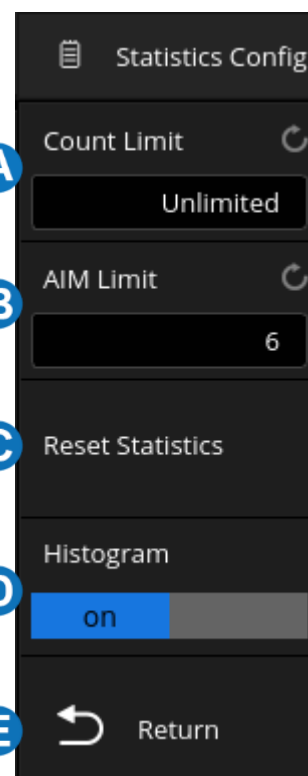 Statistics Config
A
Count Limit
Unlimited
B
AIM Limit
6
C
Reset Statistics
D
Histogram
on
E
Return